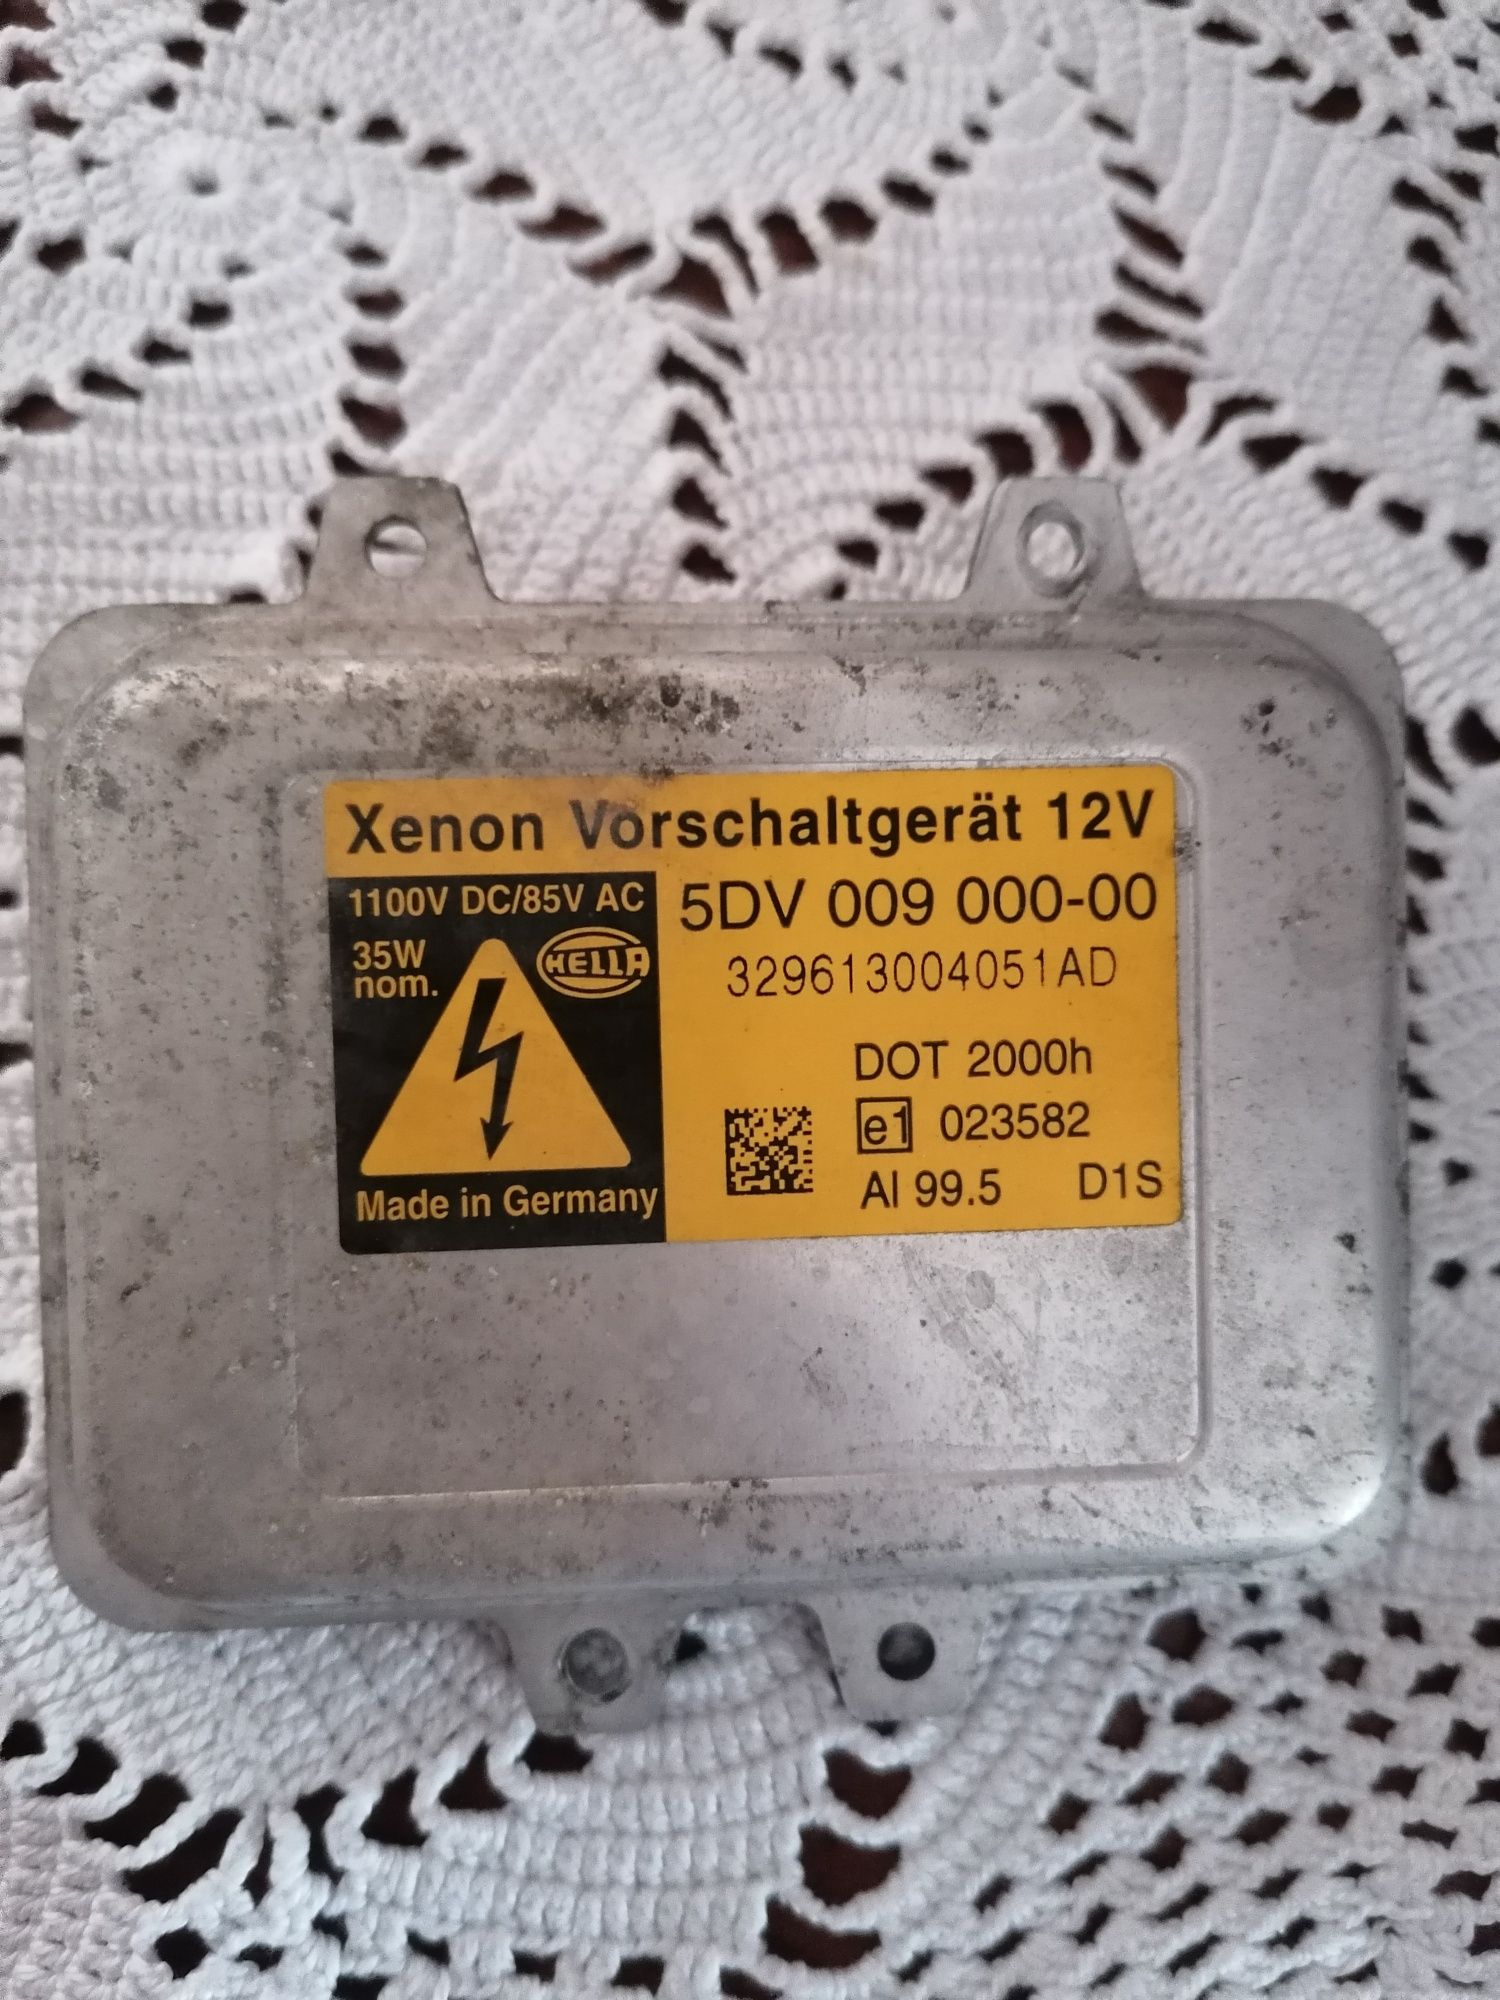 Xenon Vorschaltgerät 12V
1100V DC/85V AC
35W
nom.
HELLA
Made in Germany
5DV 009 000-00
329613004051AD
DOT 2000h
e1 023582
Al 99.5 D1S